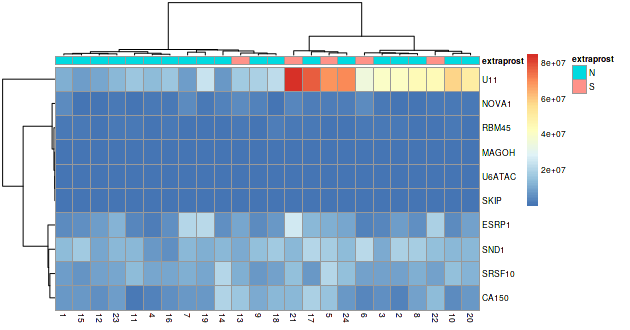 extraprost
extraprost
U11
8e+07
N
S
NOVA1
6e+07
RBM45
4e+07
MAGOH
U6ATAC
2e+07
SKIP
ESRP1
SND1
SRSF10
CA150
1 15 12 23 11 4 16 7 19 14 13 9 18 21 17 5 24 6 3 2 8 22 10 20